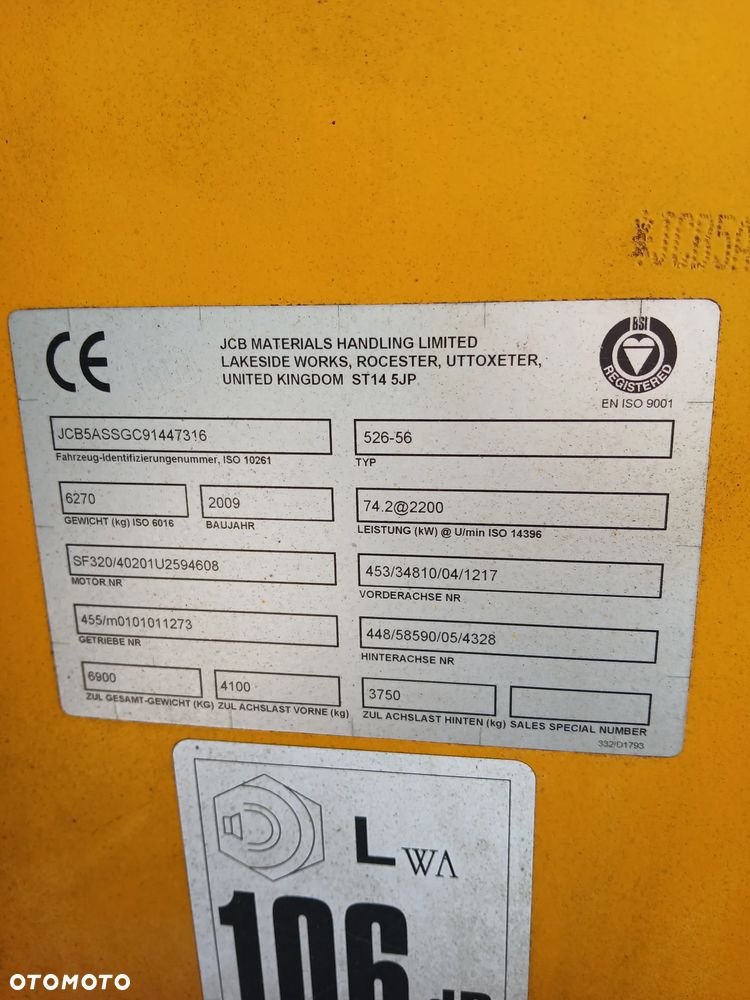 JCB5A
CE
JCB MATERIALS HANDLING LIMITED
LAKESIDE WORKS, ROCESTER, UTTOXETER,
UNITED KINGDOM ST14 5JP
BSI
REGISTERED
EN ISO 9001
JCB5ASSGC91447316
526-56
Fahrzeug-Identifizierungenummer, ISO 10261
TYP
6270
2009
74.2@2200
GEWICHT (kg) ISO 6016
BAUJAHR
LEISTUNG (kW) @ U/min ISO 14396
SF320/40201U2594608
453/34810/04/1217
MOTOR NR
VORDERACHSE NR
455/m0101011273
448/58590/05/4328
GETRIEBE NR
HINTERACHSE NR
6900
4100
3750
ZUL GESAMT-GEWICHT (KG)
ZUL ACHSLAST VORNE (kg)
ZUL ACHSLAST HINTEN (kg)
SALES SPECIAL NUMBER
332/D1793
LWA
106
dB
OTOMOTO